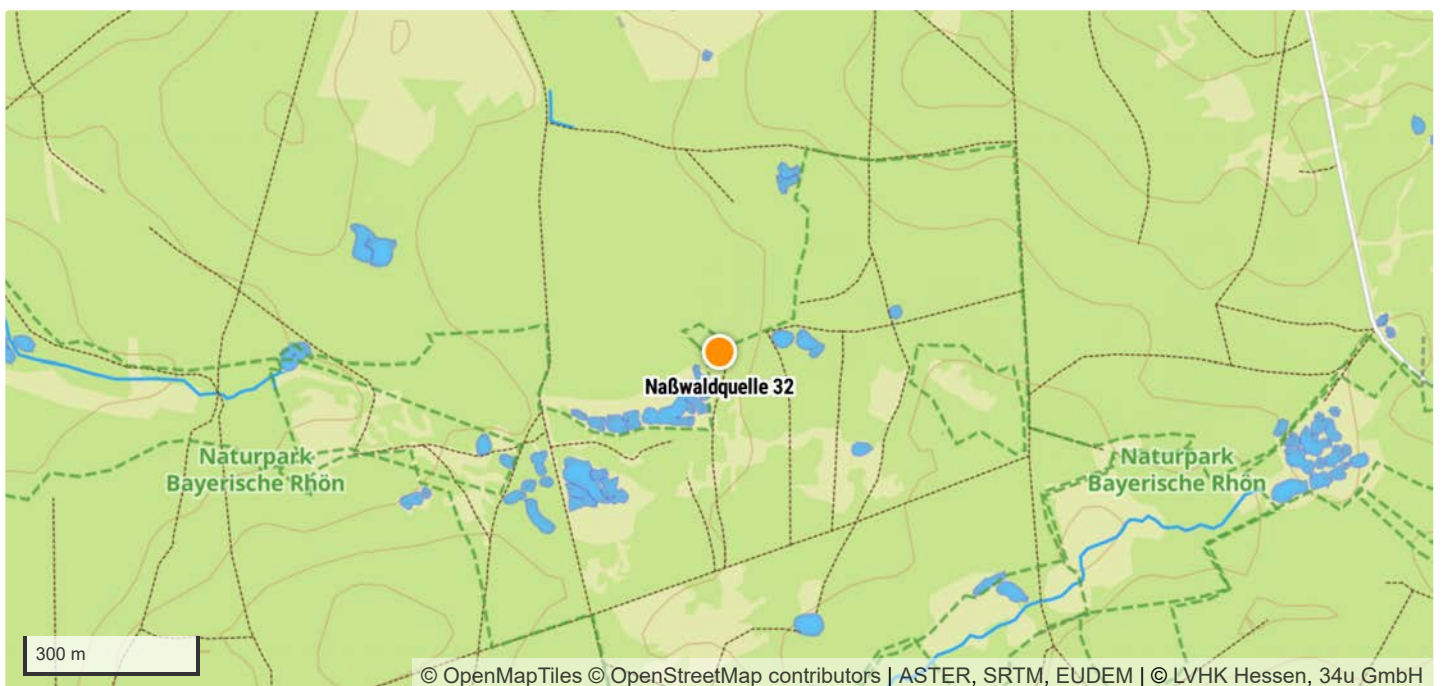 Naßwaldquelle 32
Naturpark
Bayerische Rhön
Naturpark
Bayerische Rhön
300 m
© OpenMapTiles © OpenStreetMap contributors | ASTER, SRTM, EUDEM | © LVHK Hessen, 34u GmbH